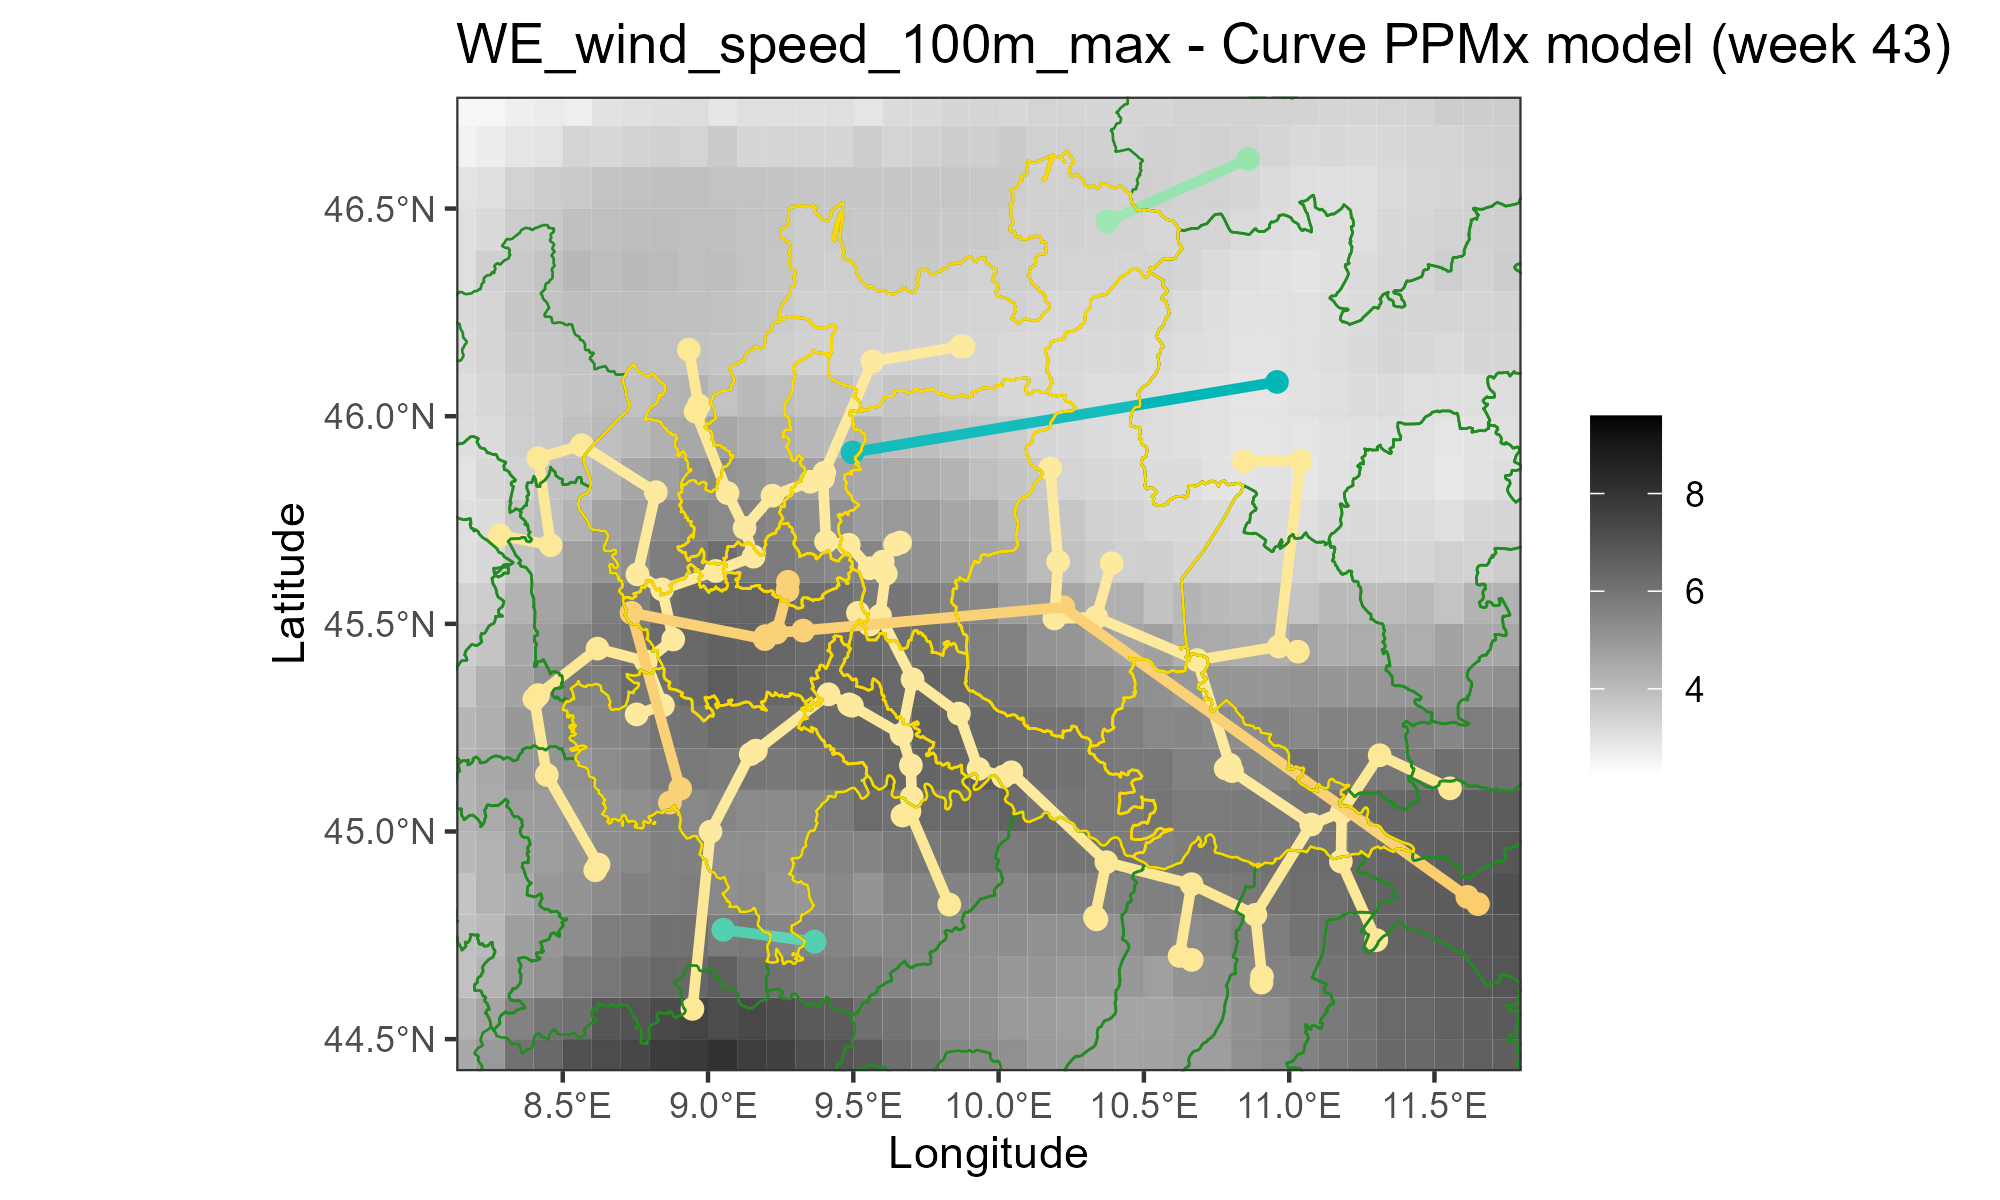 WE_wind_speed_100m_max - Curve PPMx model (week 43)
46.5°N
46.0°N
45.5°N
45.0°N
44.5°N
Latitude
8.5°E 9.0°E 9.5°E 10.0°E 10.5°E 11.0°E 11.5°E
Longitude
8
6
4